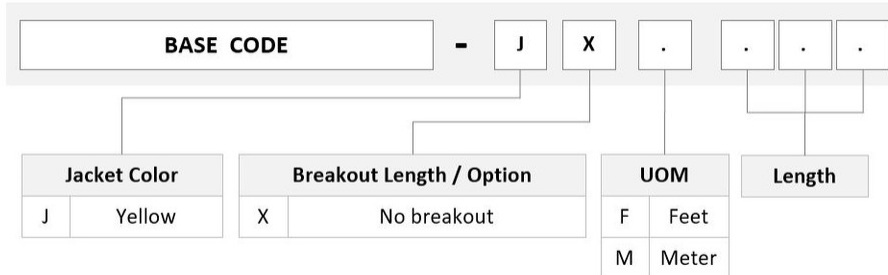 BASE CODE - J X . . . .
Jacket Color Breakout Length / Option UOM Length
J Yellow X No breakout F Feet
M Meter